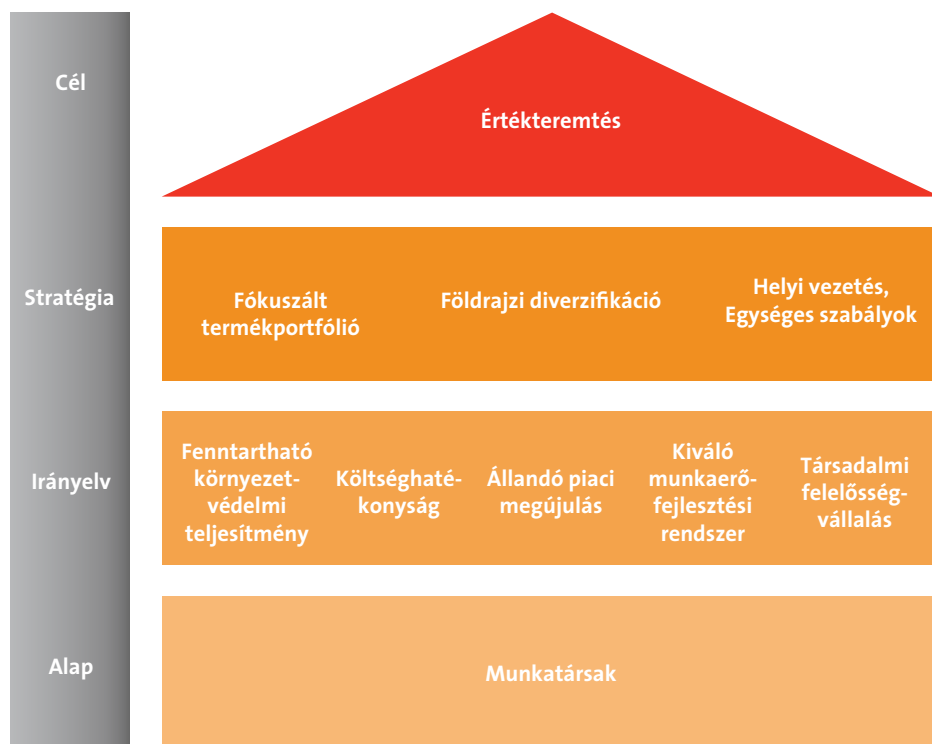 Cél
Értékteremtés
Stratégia
Fókuszált
termékportfólió
Földrajzi diverzifikáció
Helyi vezetés,
Egységes szabályok
Irányelv
Fenntartható
környezet-
védelmi
teljesítmény
Költséghaté-
konyság
Állandó piaci
megújulás
Kiváló
munkaerő-
fejlesztési
rendszer
Társadalmi
felelősség-
vállalás
Alap
Munkatársak